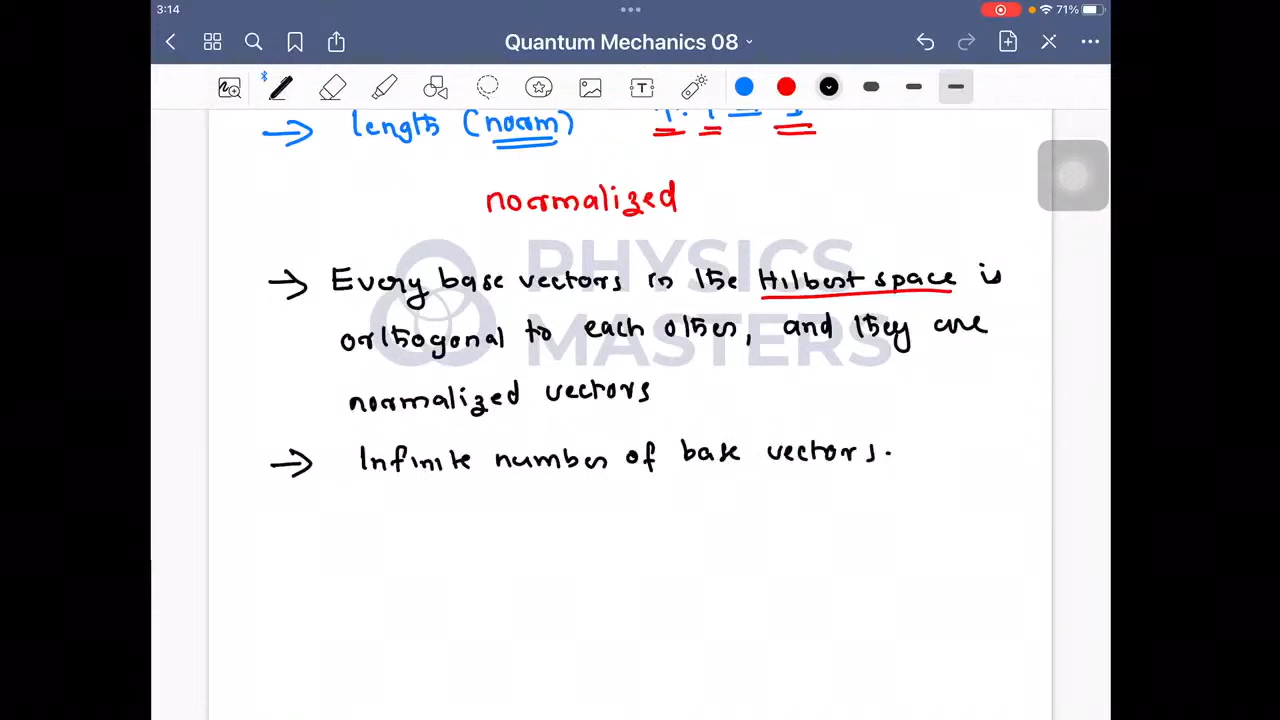 3:14
71%
Quantum Mechanics 08
T
→ length (norm)
normalized
PHYSICS MASTERS
→ Every base vectors in the Hilbert space is
orthogonal to each other, and they are
normalized vectors
→ Infinite number of base vectors.